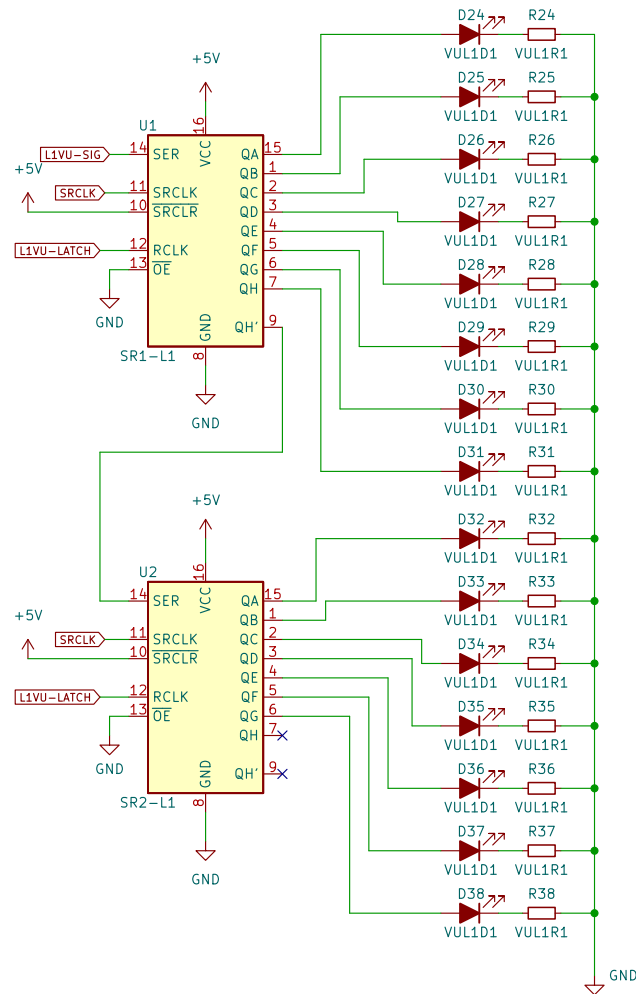 +5V
U1
16
VCC
L1VU-SIG
14
SER
QA
15
+5V
QB
1
SRCLK
11
SRCLK
QC
2
10
SRCLR
QD
3
QE
4
L1VU-LATCH
12
RCLK
QF
5
13
OE
QG
6
QH
7
GND
GND
QH'
9
SR1-L1
8
GND
+5V
U2
16
VCC
14
SER
QA
15
+5V
QB
1
SRCLK
11
SRCLK
QC
2
10
SRCLR
QD
3
QE
4
L1VU-LATCH
12
RCLK
QF
5
13
OE
QG
6
QH
7
GND
GND
QH'
9
SR2-L1
8
GND
D24 R24
VUL1D1 VUL1R1
D25 R25
VUL1D1 VUL1R1
D26 R26
VUL1D1 VUL1R1
D27 R27
VUL1D1 VUL1R1
D28 R28
VUL1D1 VUL1R1
D29 R29
VUL1D1 VUL1R1
D30 R30
VUL1D1 VUL1R1
D31 R31
VUL1D1 VUL1R1
D32 R32
VUL1D1 VUL1R1
D33 R33
VUL1D1 VUL1R1
D34 R34
VUL1D1 VUL1R1
D35 R35
VUL1D1 VUL1R1
D36 R36
VUL1D1 VUL1R1
D37 R37
VUL1D1 VUL1R1
D38 R38
VUL1D1 VUL1R1
GND